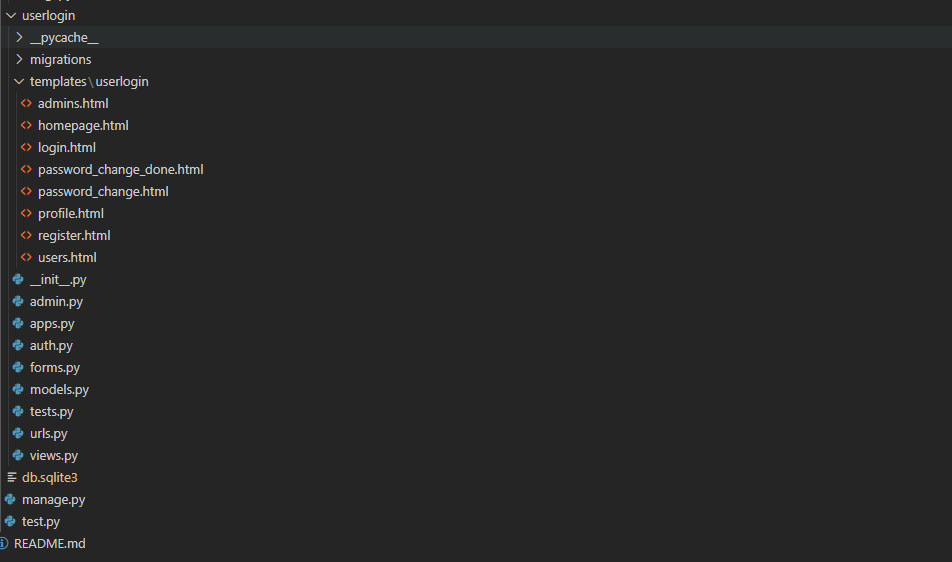 userlogin
__pycache__
migrations
templates\userlogin
admins.html
homepage.html
login.html
password_change_done.html
password_change.html
profile.html
register.html
users.html
__init__.py
admin.py
apps.py
auth.py
forms.py
models.py
tests.py
urls.py
views.py
db.sqlite3
manage.py
test.py
README.md